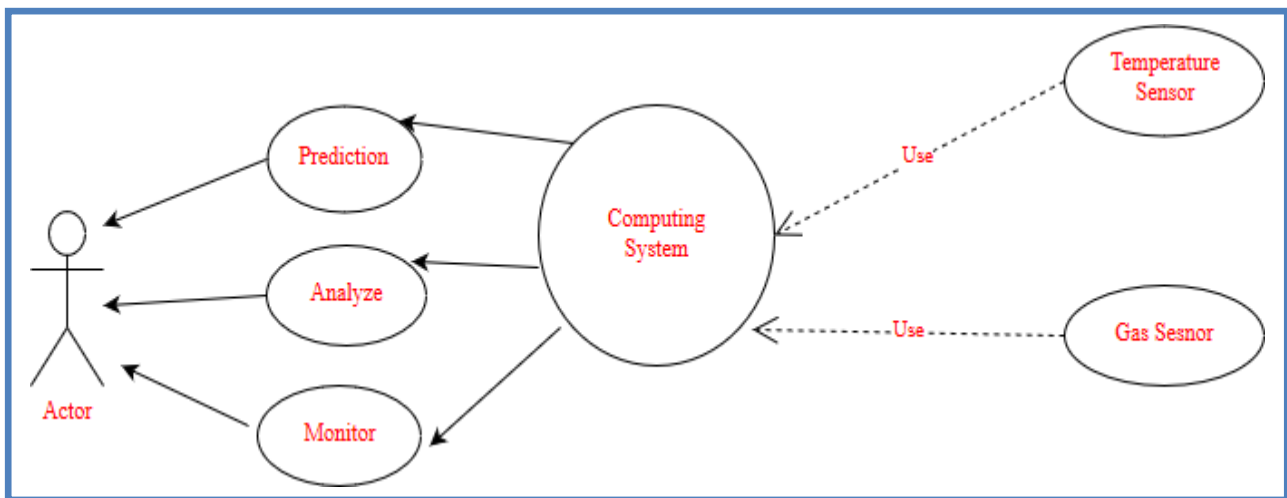 Temperature
Sensor
Prediction
Use
Computing
System
Analyze
Use
Gas Sesnor
Actor
Monitor